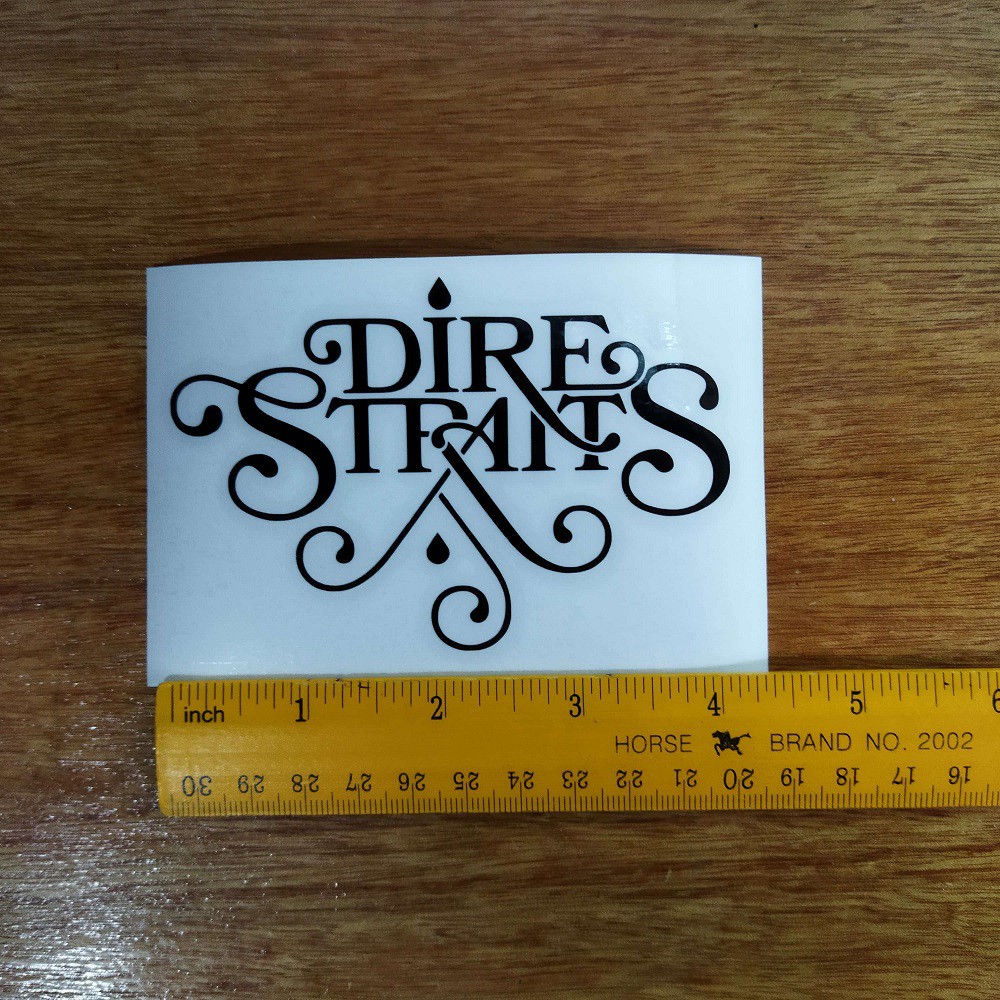 DIRE
STRAITS
inch 1 2 3 4 5 6
HORSE BRAND NO. 2002
30 29 28 27 26 25 24 23 22 21 20 19 18 17 16